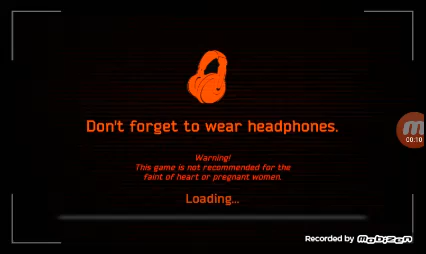 Don't forget to wear headphones.
Warning!
This game is not recommended for the
faint of heart or pregnant women.
Loading...
00:10
Recorded by mobizen